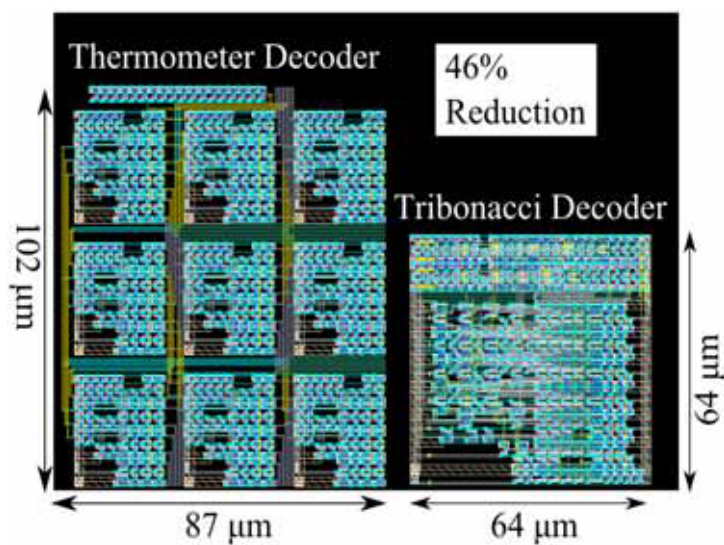 Thermometer Decoder
46%
Reduction
Tribonacci Decoder
102 μm
64 μm
87 μm
64 μm